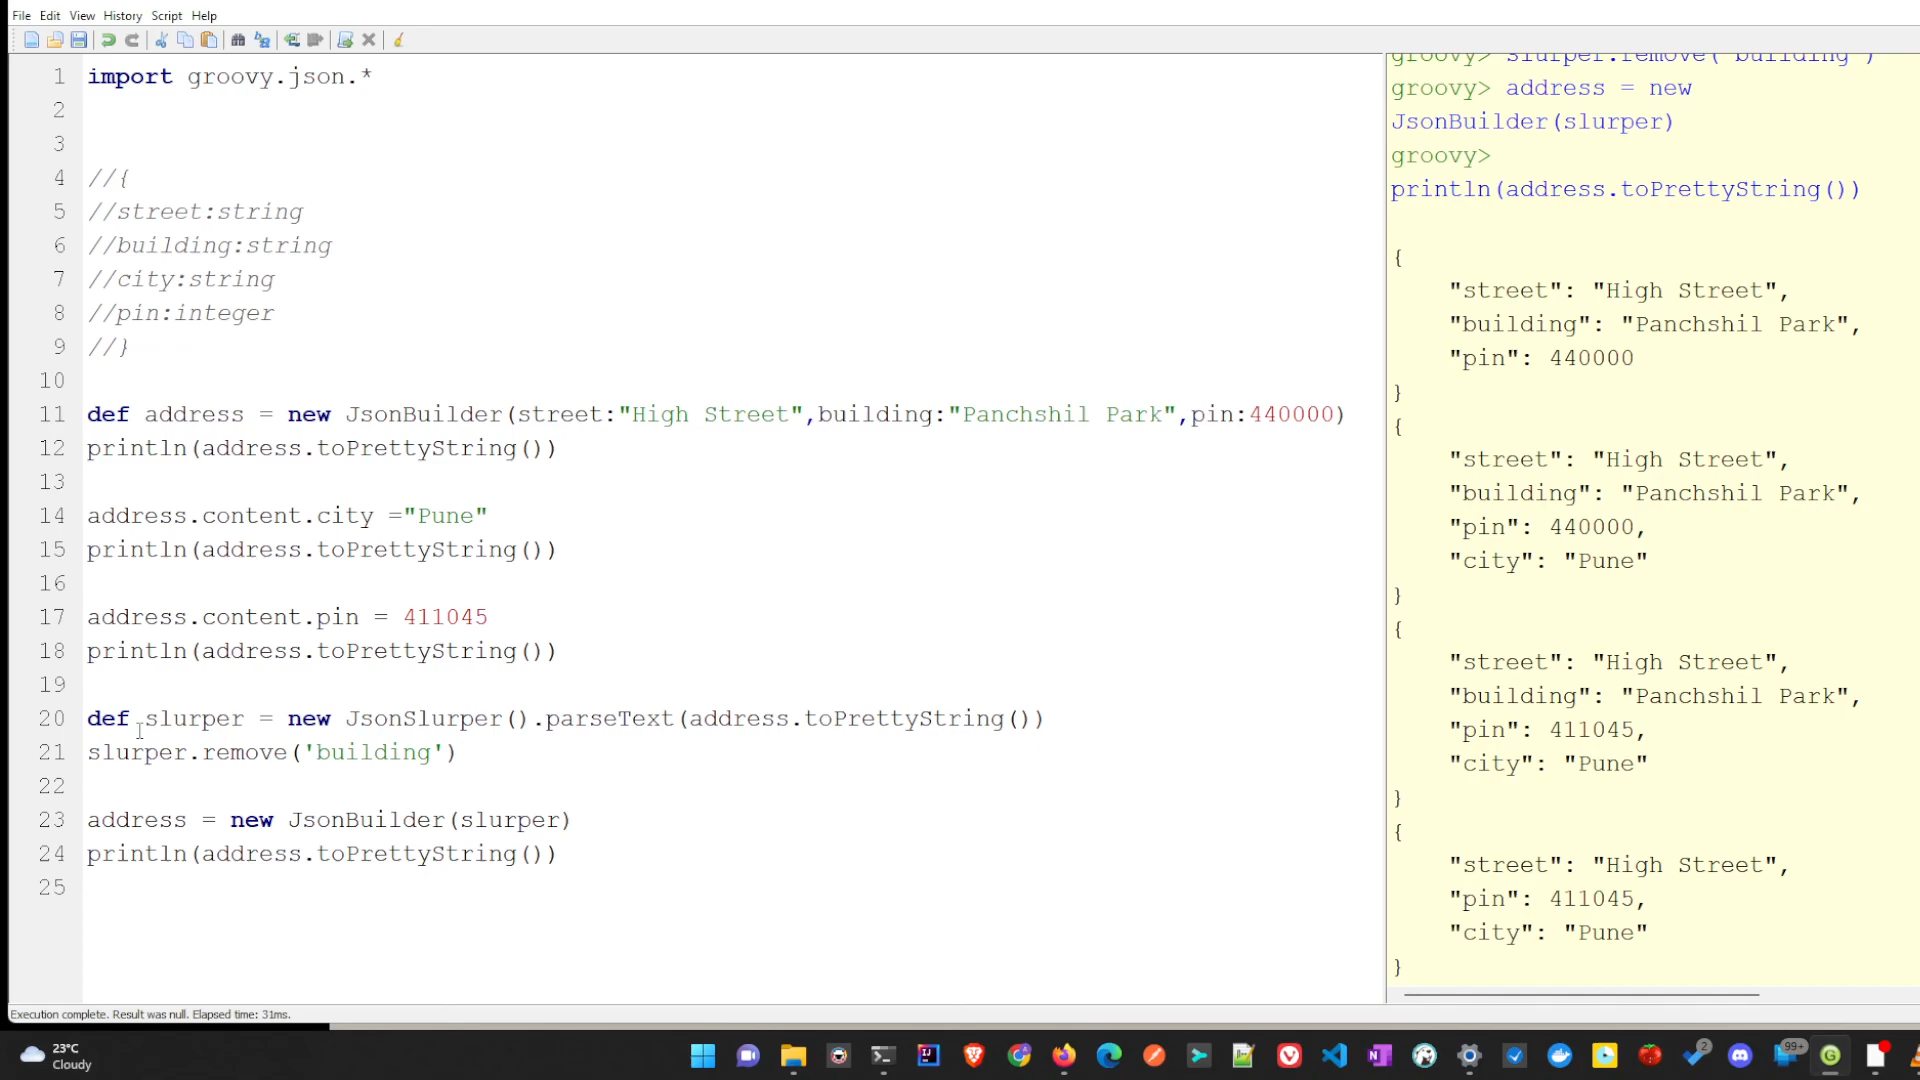 File Edit View History Script Help
1 import groovy.json.*
2
3
4 //{
5 //street:string
6 //building:string
7 //city:string
8 //pin:integer
9 //}
10
11 def address = new JsonBuilder(street:"High Street",building:"Panchshil Park",pin:440000)
12 println(address.toPrettyString())
13
14 address.content.city ="Pune"
15 println(address.toPrettyString())
16
17 address.content.pin = 411045
18 println(address.toPrettyString())
19
20 def slurper = new JsonSlurper().parseText(address.toPrettyString())
21 slurper.remove('building')
22
23 address = new JsonBuilder(slurper)
24 println(address.toPrettyString())
25
groovy> slurper.remove('building')
groovy> address = new
JsonBuilder(slurper)
groovy>
println(address.toPrettyString())
{
"street": "High Street",
"building": "Panchshil Park",
"pin": 440000
}
{
"street": "High Street",
"building": "Panchshil Park",
"pin": 440000,
"city": "Pune"
}
{
"street": "High Street",
"building": "Panchshil Park",
"pin": 411045,
"city": "Pune"
}
{
"street": "High Street",
"pin": 411045,
"city": "Pune"
}
Execution complete. Result was null. Elapsed time: 31ms.
23°C
Cloudy
2
99+